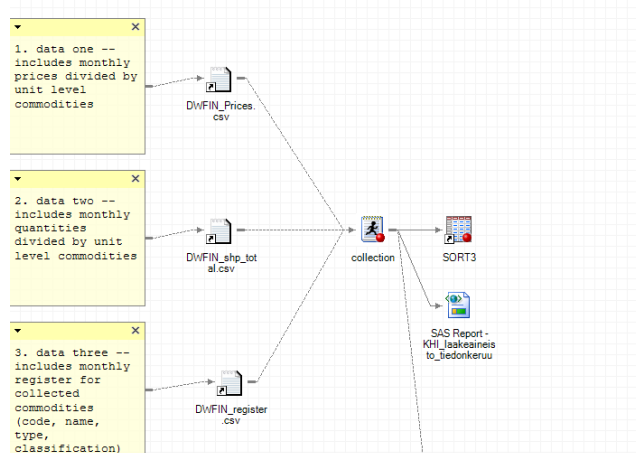 1. data one --
includes monthly
prices divided by
unit level
commodities
DWFIN_Prices.
csv
2. data two --
includes monthly
quantities
divided by unit
level commodities
DWFIN_shp_tot
al.csv
collection
SORT3
SAS Report -
KHI_laakeaineis
to_tiedonkeruu
3. data three --
includes monthly
register for
collected
commodities
(code, name,
type,
classification)
DWFIN_register
.csv